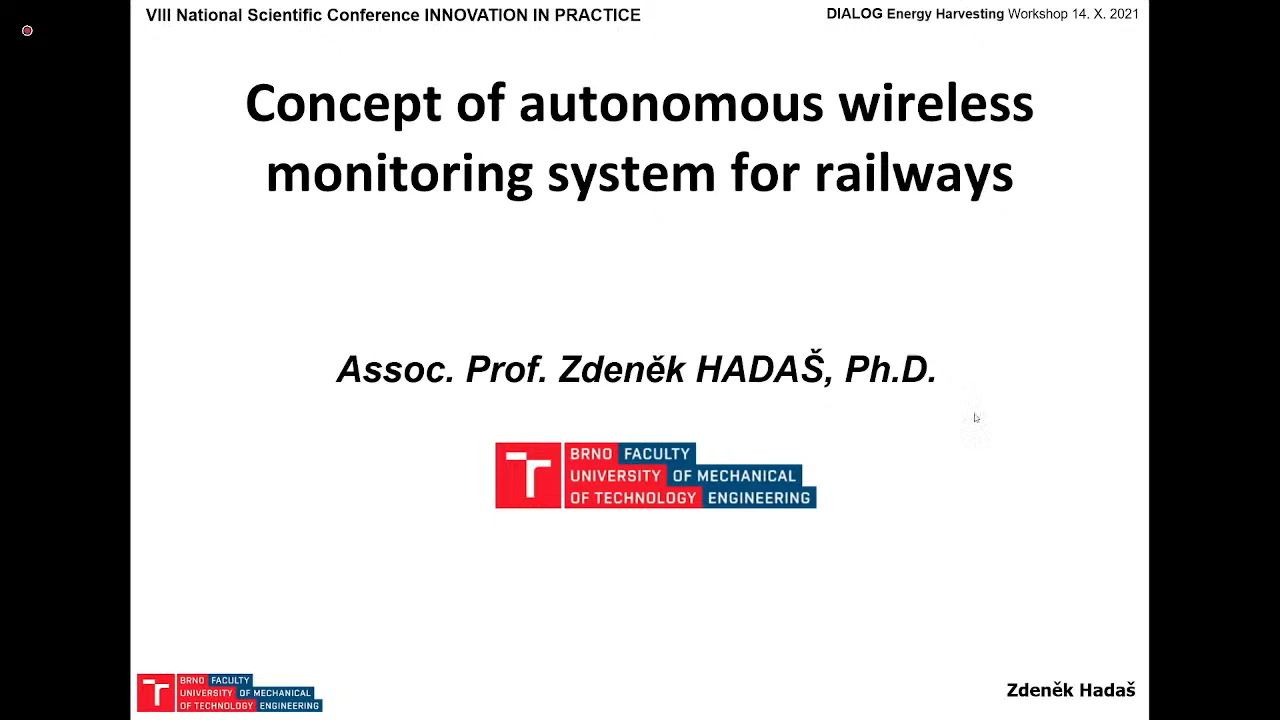 VIII National Scientific Conference INNOVATION IN PRACTICE
DIALOG Energy Harvesting Workshop 14. X. 2021
Concept of autonomous wireless
monitoring system for railways
Assoc. Prof. Zdeněk HADAŠ, Ph.D.
BRNO FACULTY
UNIVERSITY OF MECHANICAL
OF TECHNOLOGY ENGINEERING
BRNO FACULTY
UNIVERSITY OF MECHANICAL
OF TECHNOLOGY ENGINEERING
Zdeněk Hadaš